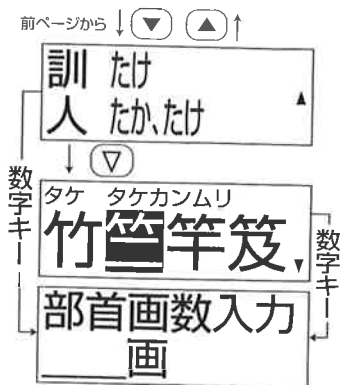 前ページから ↓ ▼ ▲ ↑
訓 たけ
人 たか、たけ ▲
↓ ▽
数字キー
タケ タケカンムリ
竹竺竿笈 ▼
数字キー
部首画数入力
＿＿画